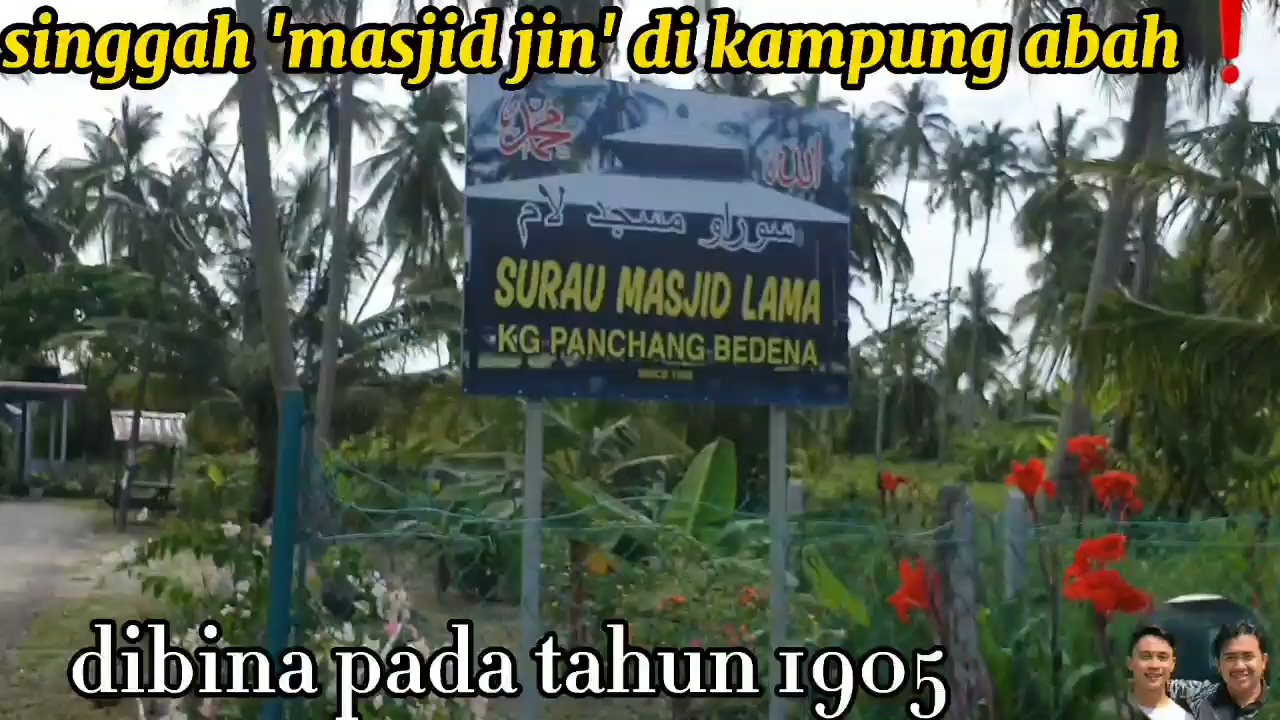 singgah 'masjid jin' di kampung abah❗
محمد
الله
سوراو مسجد لام
SURAU MASJID LAMA
KG PANCHANG BEDENA
dibina pada tahun 1905